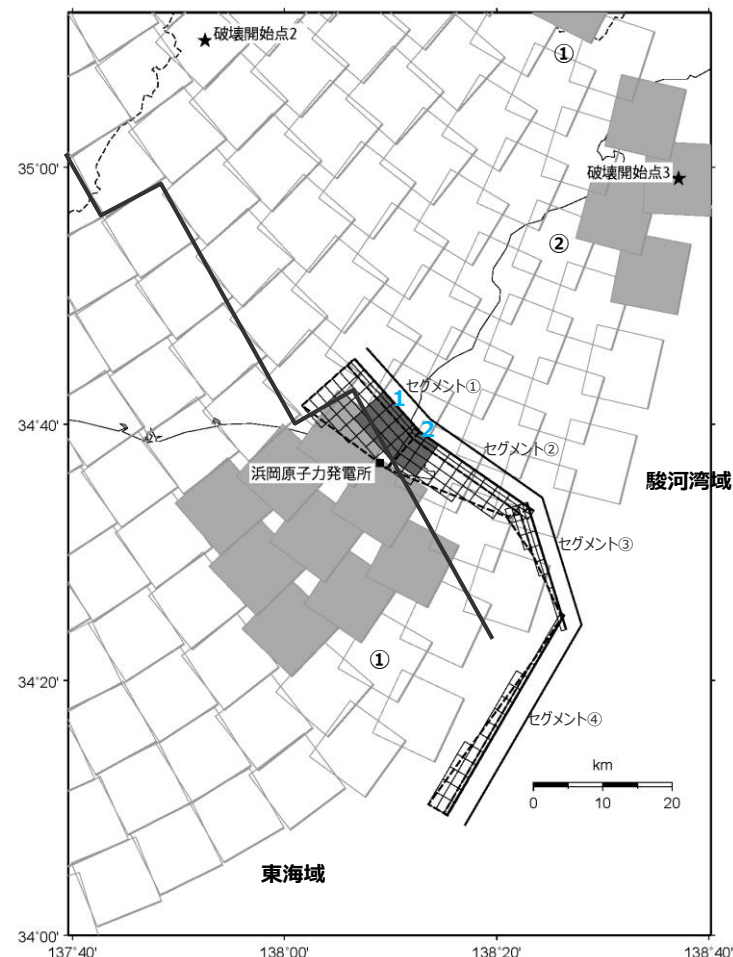 破壊開始点2
①
35°00'
破壊開始点3
②
セグメント①
1
34°40'
2
セグメント②
浜岡原子力発電所
駿河湾域
セグメント③
①
34°20'
セグメント④
km
0 10 20
東海域
34°00'
137°40' 138°00' 138°20' 138°40'